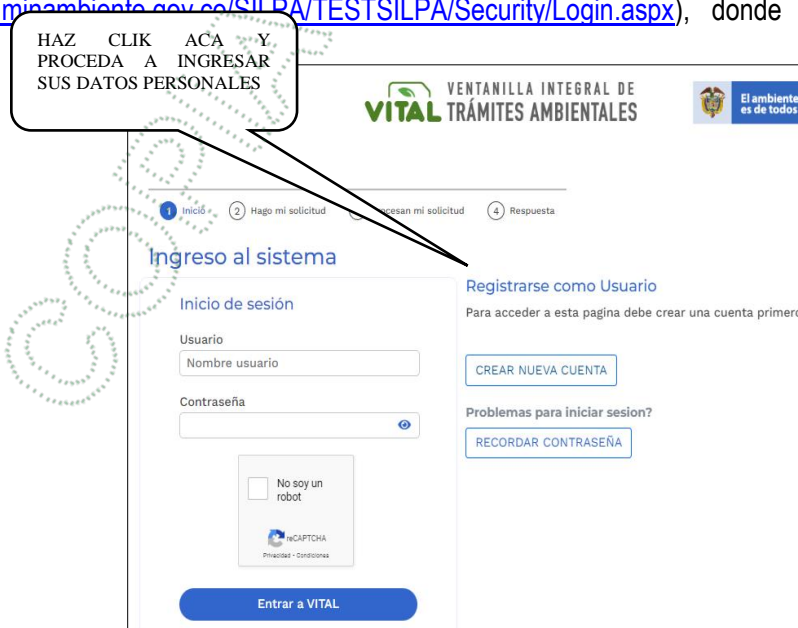 minambiente.gov.co/SILPA/TESTSILPA/Security/Login.aspx), donde
HAZ CLIK ACA Y
PROCEDA A INGRESAR
SUS DATOS PERSONALES
VITAL
VENTANILLA INTEGRAL DE
TRÁMITES AMBIENTALES
El ambiente
es de todos
1 Inicio
2 Hago mi solicitud
mi solicitud
4 Respuesta
Ingreso al sistema
Inicio de sesión
Usuario
Nombre usuario
Contraseña
No soy un
robot
reCAPTCHA
Privacidad - Condiciones
Entrar a VITAL
Registrarse como Usuario
Para acceder a esta pagina debe crear una cuenta primero
CREAR NUEVA CUENTA
Problemas para iniciar sesion?
RECORDAR CONTRASEÑA
COPIA